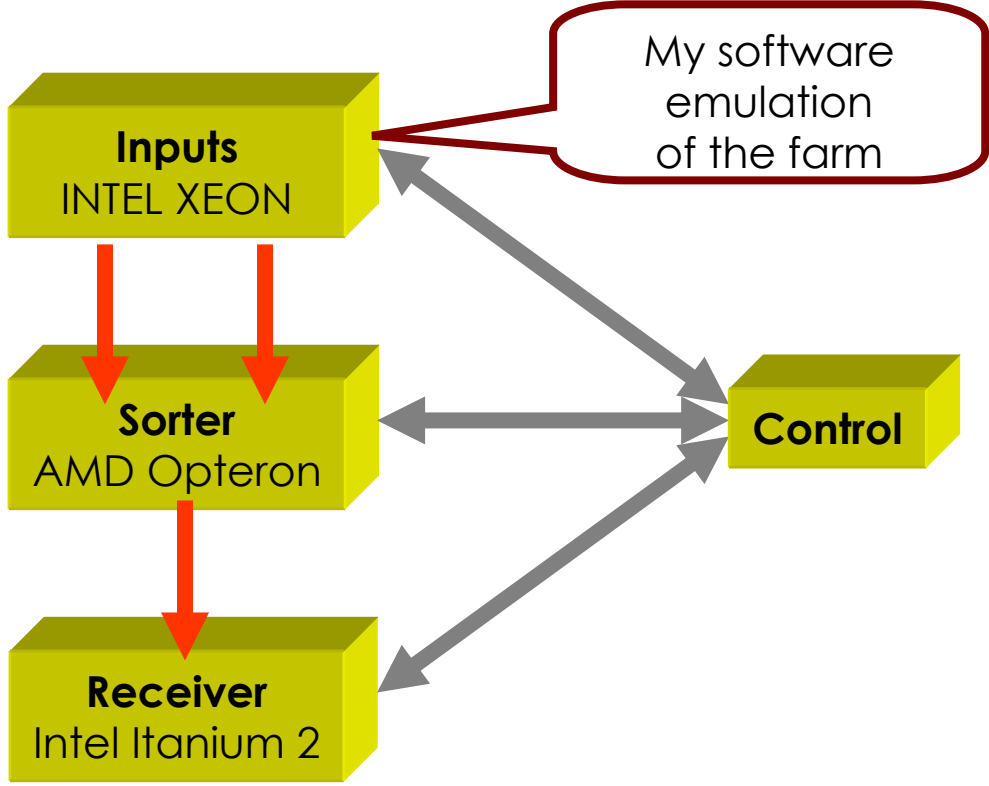 My software
emulation
of the farm
Inputs
INTEL XEON
Sorter
AMD Opteron
Control
Receiver
Intel Itanium 2